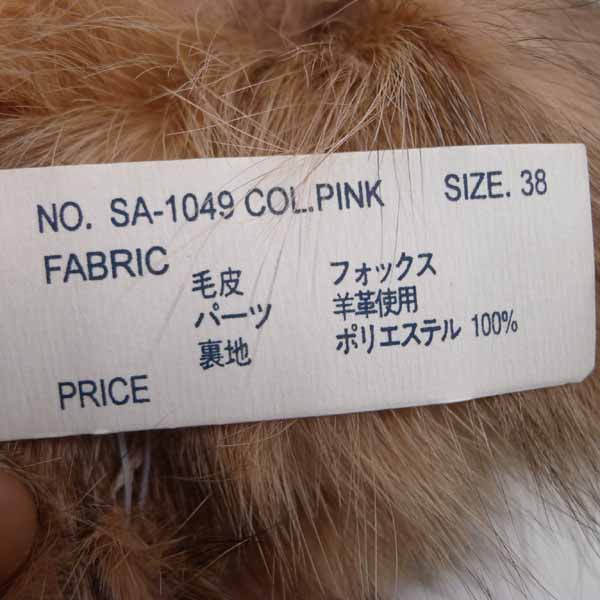 NO. SA-1049 COL.PINK SIZE. 38
FABRIC
毛皮 フォックス
パーツ 羊革使用
裏地 ポリエステル 100%
PRICE